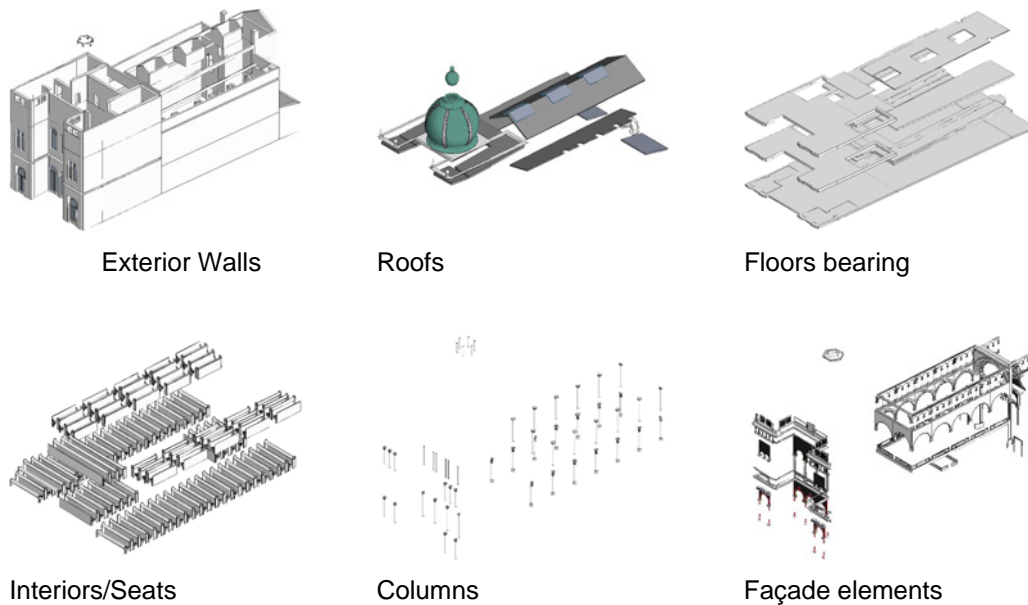 Exterior Walls
Roofs
Floors bearing
Interiors/Seats
Columns
Façade elements